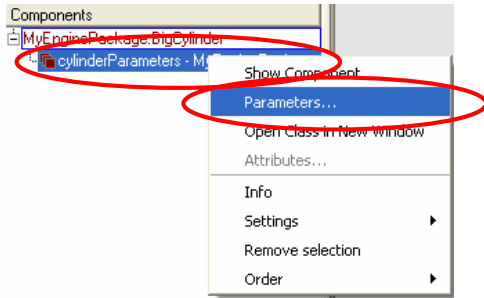 Components
MyEnginePackage.BigCylinder
cylinderParameters - M
Show Component
Parameters...
Open Class in New Window
Attributes...
Info
Settings
Remove selection
Order